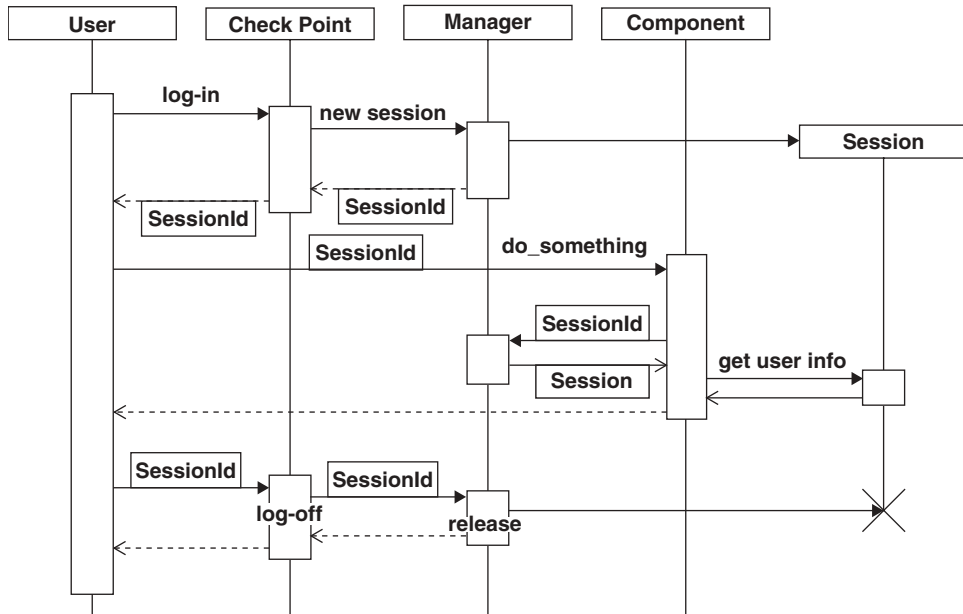 User
Check Point
Manager
Component
log-in
new session
Session
SessionId
SessionId
SessionId
do_something
SessionId
Session
get user info
SessionId
SessionId
log-off
release